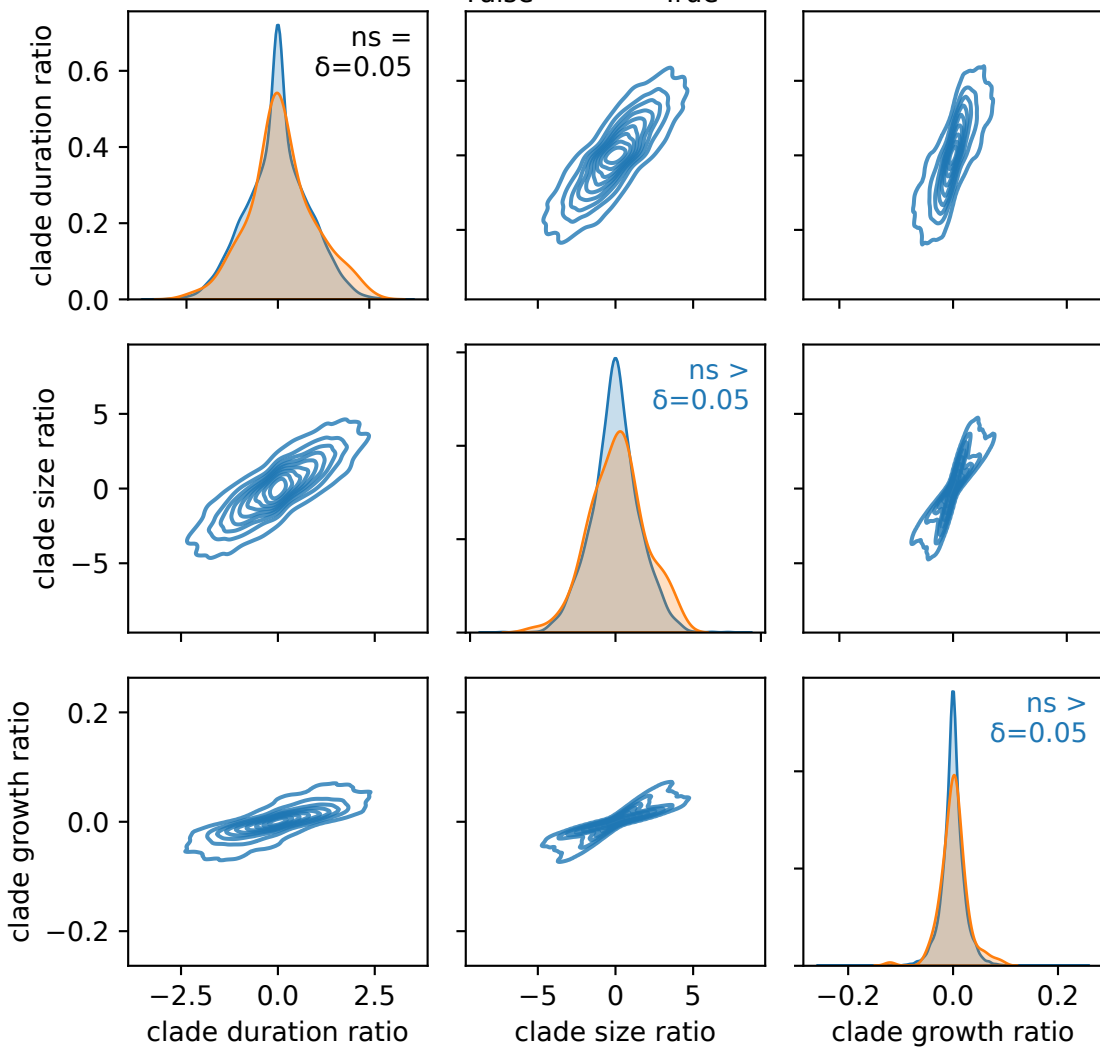 clade duration ratio
0.6
0.4
0.2
0.0
ns =
δ=0.05
clade size ratio
5
0
−5
ns >
δ=0.05
clade growth ratio
0.2
0.0
−0.2
ns >
δ=0.05
−2.5 0.0 2.5
−5 0 5
−0.2 0.0 0.2
clade duration ratio
clade size ratio
clade growth ratio